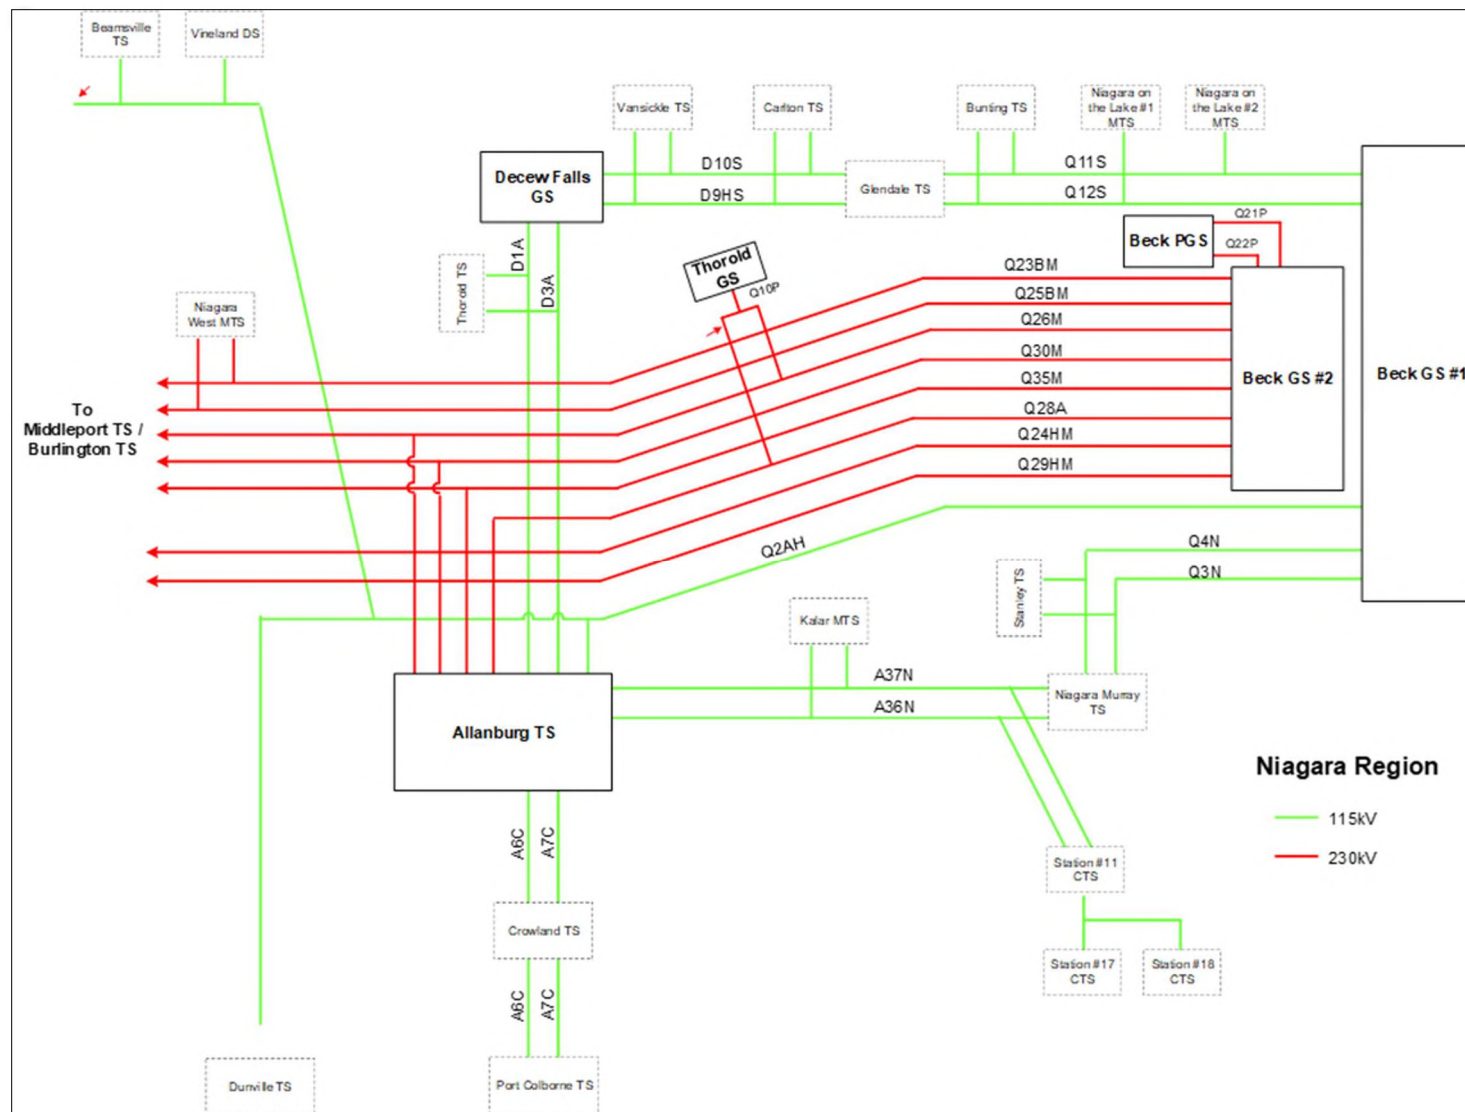 Beamsville
TS
Vineland DS
Vansickle TS
Carlton TS
Bunting TS
Niagara on
the Lake #1
MTS
Niagara on
the Lake #2
MTS
Decew Falls
GS
D10S
D9HS
Glendale TS
Q11S
Q12S
Beck GS #1
Beck PGS
Q21P
Q22P
Beck GS #2
Thorold TS
D1A
D3A
Thorold
GS
Q10P
Q23BM
Q25BM
Q26M
Q30M
Q35M
Q28A
Q24HM
Q29HM
Niagara
West MTS
To
Middleport TS /
Burlington TS
Q2AH
Q4N
Q3N
Stanley TS
Kalar MTS
A37N
A36N
Niagara Murray
TS
Allanburg TS
Niagara Region
115kV
230kV
A6C
A7C
Station #11
CTS
Crowland TS
Station #17
CTS
Station #18
CTS
A6C
A7C
Dunville TS
Port Colborne TS